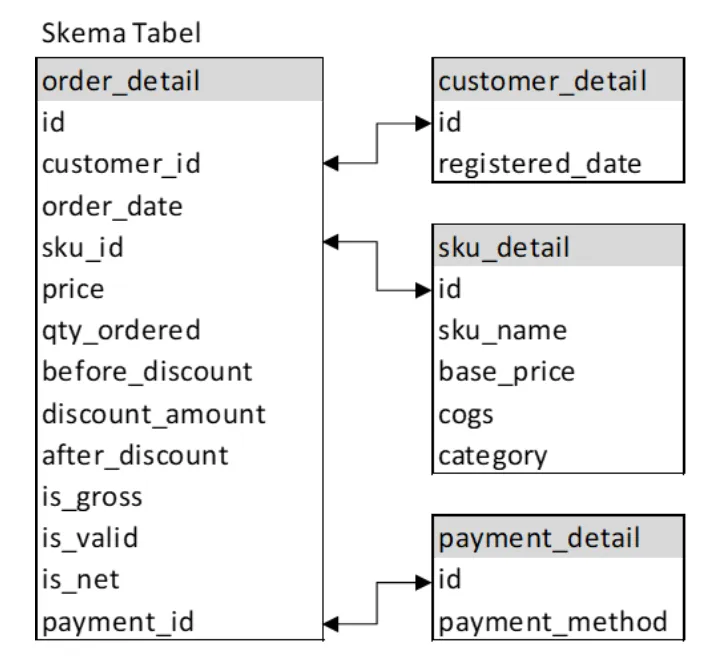 Skema Tabel
order_detail
id
customer_id
order_date
sku_id
price
qty_ordered
before_discount
discount_amount
after_discount
is_gross
is_valid
is_net
payment_id
customer_detail
id
registered_date
sku_detail
id
sku_name
base_price
cogs
category
payment_detail
id
payment_method